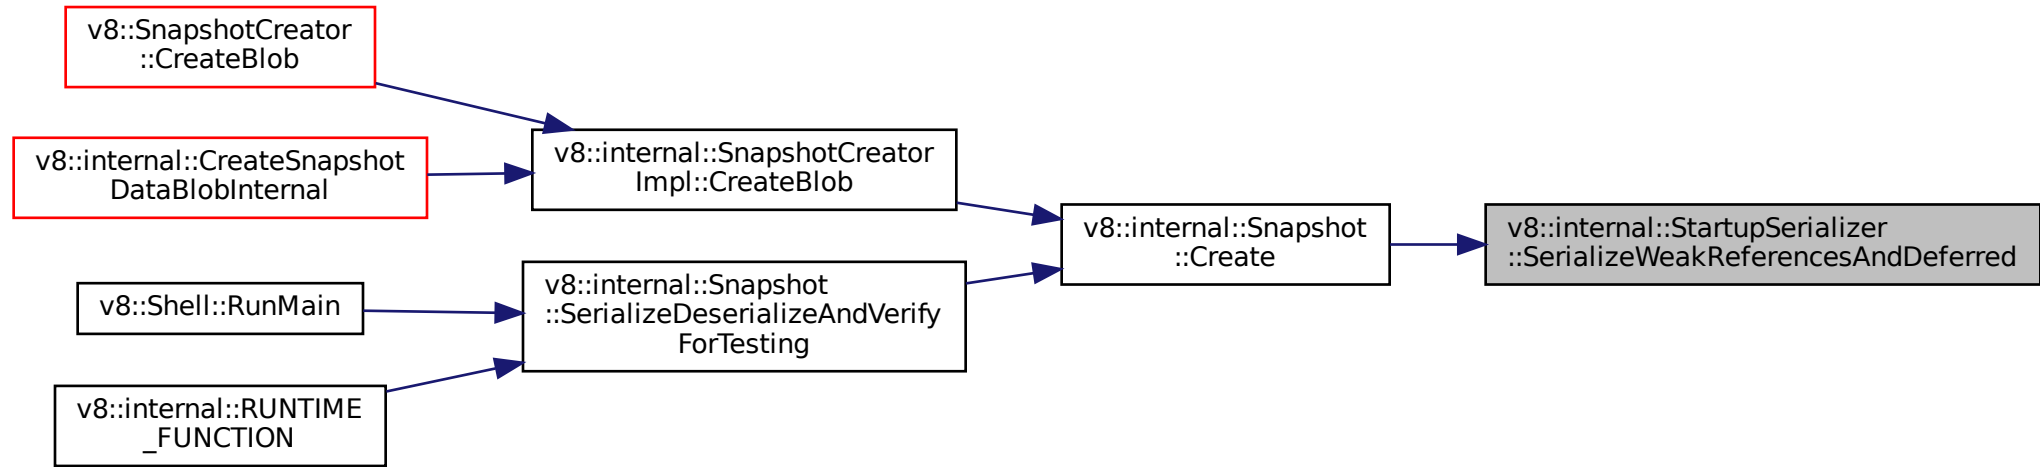 v8::SnapshotCreator
::CreateBlob
v8::internal::CreateSnapshot
DataBlobInternal
v8::internal::SnapshotCreator
Impl::CreateBlob
v8::internal::Snapshot
::Create
v8::internal::StartupSerializer
::SerializeWeakReferencesAndDeferred
v8::internal::Snapshot
::SerializeDeserializeAndVerify
ForTesting
v8::Shell::RunMain
v8::internal::RUNTIME
_FUNCTION